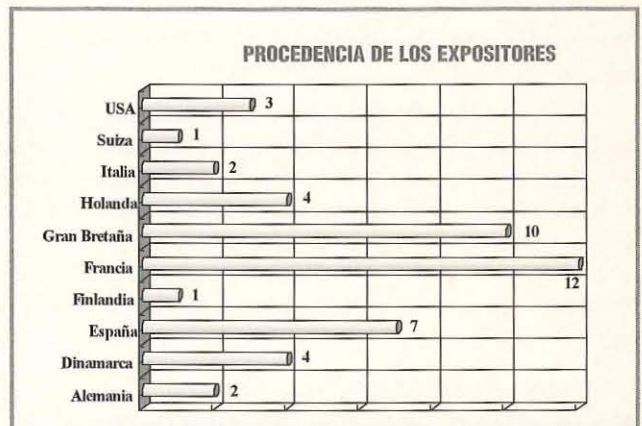 PROCEDENCIA DE LOS EXPOSITORES
USA 3
Suiza 1
Italia 2
Holanda 4
Gran Bretaña 10
Francia 12
Finlandia 1
España 7
Dinamarca 4
Alemania 2